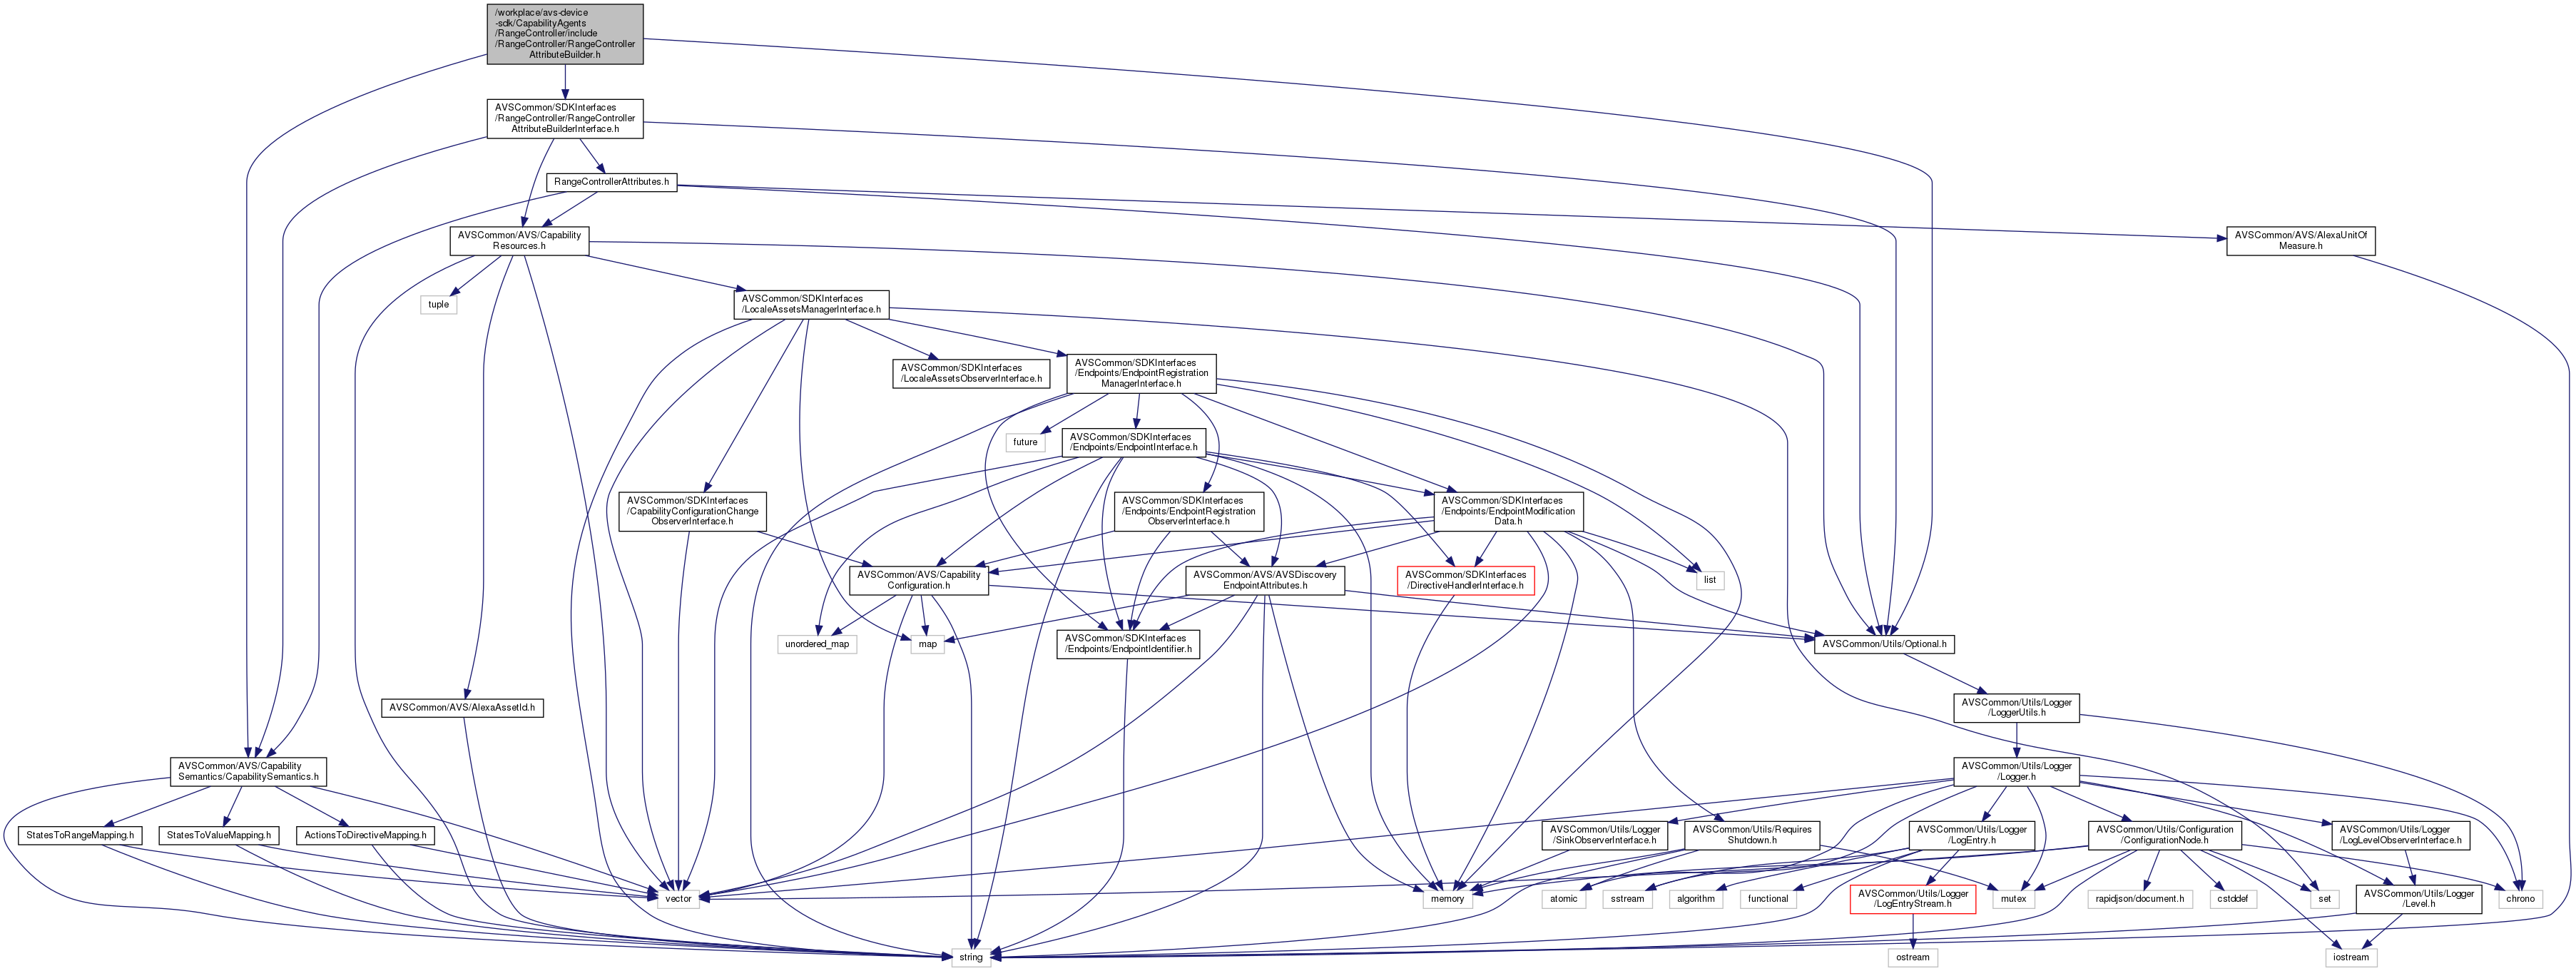 /workplace/avs-device
-sdk/CapabilityAgents
/RangeController/include
/RangeController/RangeController
AttributeBuilder.h
AVSCommon/SDKInterfaces
/RangeController/RangeController
AttributeBuilderInterface.h
RangeControllerAttributes.h
AVSCommon/AVS/Capability
Resources.h
AVSCommon/AVS/AlexaUnitOf
Measure.h
tuple
AVSCommon/SDKInterfaces
/LocaleAssetsManagerInterface.h
AVSCommon/SDKInterfaces
/LocaleAssetsObserverInterface.h
AVSCommon/SDKInterfaces
/Endpoints/EndpointRegistration
ManagerInterface.h
future
AVSCommon/SDKInterfaces
/Endpoints/EndpointInterface.h
AVSCommon/SDKInterfaces
/CapabilityConfigurationChange
ObserverInterface.h
AVSCommon/SDKInterfaces
/Endpoints/EndpointRegistration
ObserverInterface.h
AVSCommon/SDKInterfaces
/Endpoints/EndpointModification
Data.h
AVSCommon/AVS/Capability
Configuration.h
AVSCommon/AVS/AVSDiscovery
EndpointAttributes.h
AVSCommon/SDKInterfaces
/DirectiveHandlerInterface.h
list
unordered_map
map
AVSCommon/SDKInterfaces
/Endpoints/EndpointIdentifier.h
AVSCommon/Utils/Optional.h
AVSCommon/AVS/AlexaAssetId.h
AVSCommon/Utils/Logger
/LoggerUtils.h
AVSCommon/AVS/Capability
Semantics/CapabilitySemantics.h
AVSCommon/Utils/Logger
/Logger.h
StatesToRangeMapping.h
StatesToValueMapping.h
ActionsToDirectiveMapping.h
AVSCommon/Utils/Logger
/SinkObserverInterface.h
AVSCommon/Utils/Requires
Shutdown.h
AVSCommon/Utils/Logger
/LogEntry.h
AVSCommon/Utils/Configuration
/ConfigurationNode.h
AVSCommon/Utils/Logger
/LogLevelObserverInterface.h
vector
memory
atomic
sstream
algorithm
functional
AVSCommon/Utils/Logger
/LogEntryStream.h
mutex
rapidjson/document.h
cstddef
set
AVSCommon/Utils/Logger
/Level.h
chrono
string
ostream
iostream